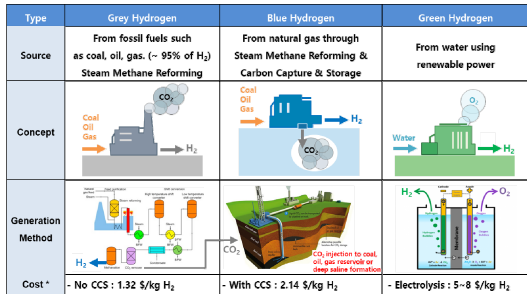 Type
Grey Hydrogen
Blue Hydrogen
Green Hydrogen
Source
From fossil fuels such
as coal, oil, gas. (~ 95% of H₂)
Steam Methane Reforming
From natural gas through
Steam Methane Reforming &
Carbon Capture & Storage
From water using
renewable power
Concept
CO₂
Coal
Oil
Gas
H₂
Coal
Oil
Gas
H₂
CO₂
O₂
Water
H₂
Generation
Method
H₂
CO₂
CO₂ injection to coal,
oil, gas reservoir or
deep saline formation
H₂
O₂
Membrane
Cost *
- No CCS : 1.32 $/kg H₂
- With CCS : 2.14 $/kg H₂
- Electrolysis : 5~8 $/kg H₂